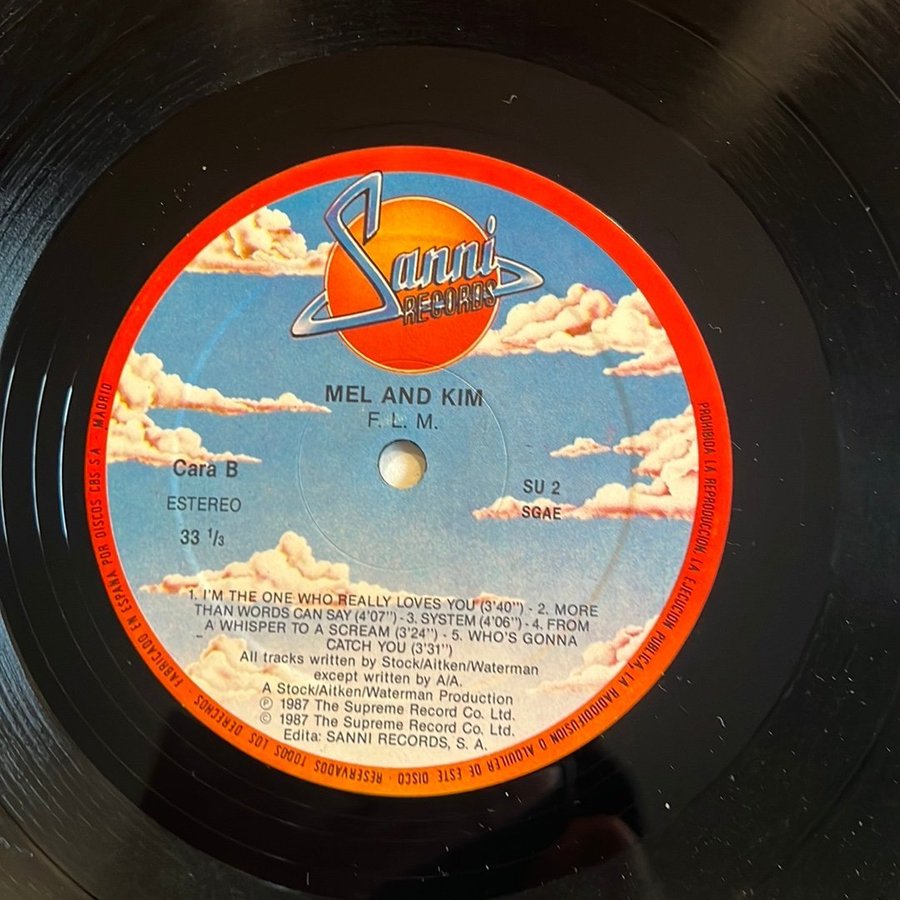 Sanni
RECORDS
MEL AND KIM
F. L. M.
Cara B
ESTEREO
33 1/3
SU 2
SGAE
1. I'M THE ONE WHO REALLY LOVES YOU (3'40") - 2. MORE
THAN WORDS CAN SAY (4'07") - 3. SYSTEM (4'06") - 4. FROM
A WHISPER TO A SCREAM (3'24") - 5. WHO'S GONNA
CATCH YOU (3'31")
All tracks written by Stock/Aitken/Waterman
except written by A/A.
A Stock/Aitken/Waterman Production
℗ 1987 The Supreme Record Co. Ltd.
© 1987 The Supreme Record Co. Ltd.
Edita: SANNI RECORDS, S. A.
PROHIBIDA LA REPRODUCCION LA EJECUCION PUBLICA, LA RADIODIFUSION O ALQUILER DE ESTE DISCO · RESERVADOS TODOS LOS DERECHOS · FABRICADO EN ESPAÑA POR DISCOS CBS S.A. - MADRID